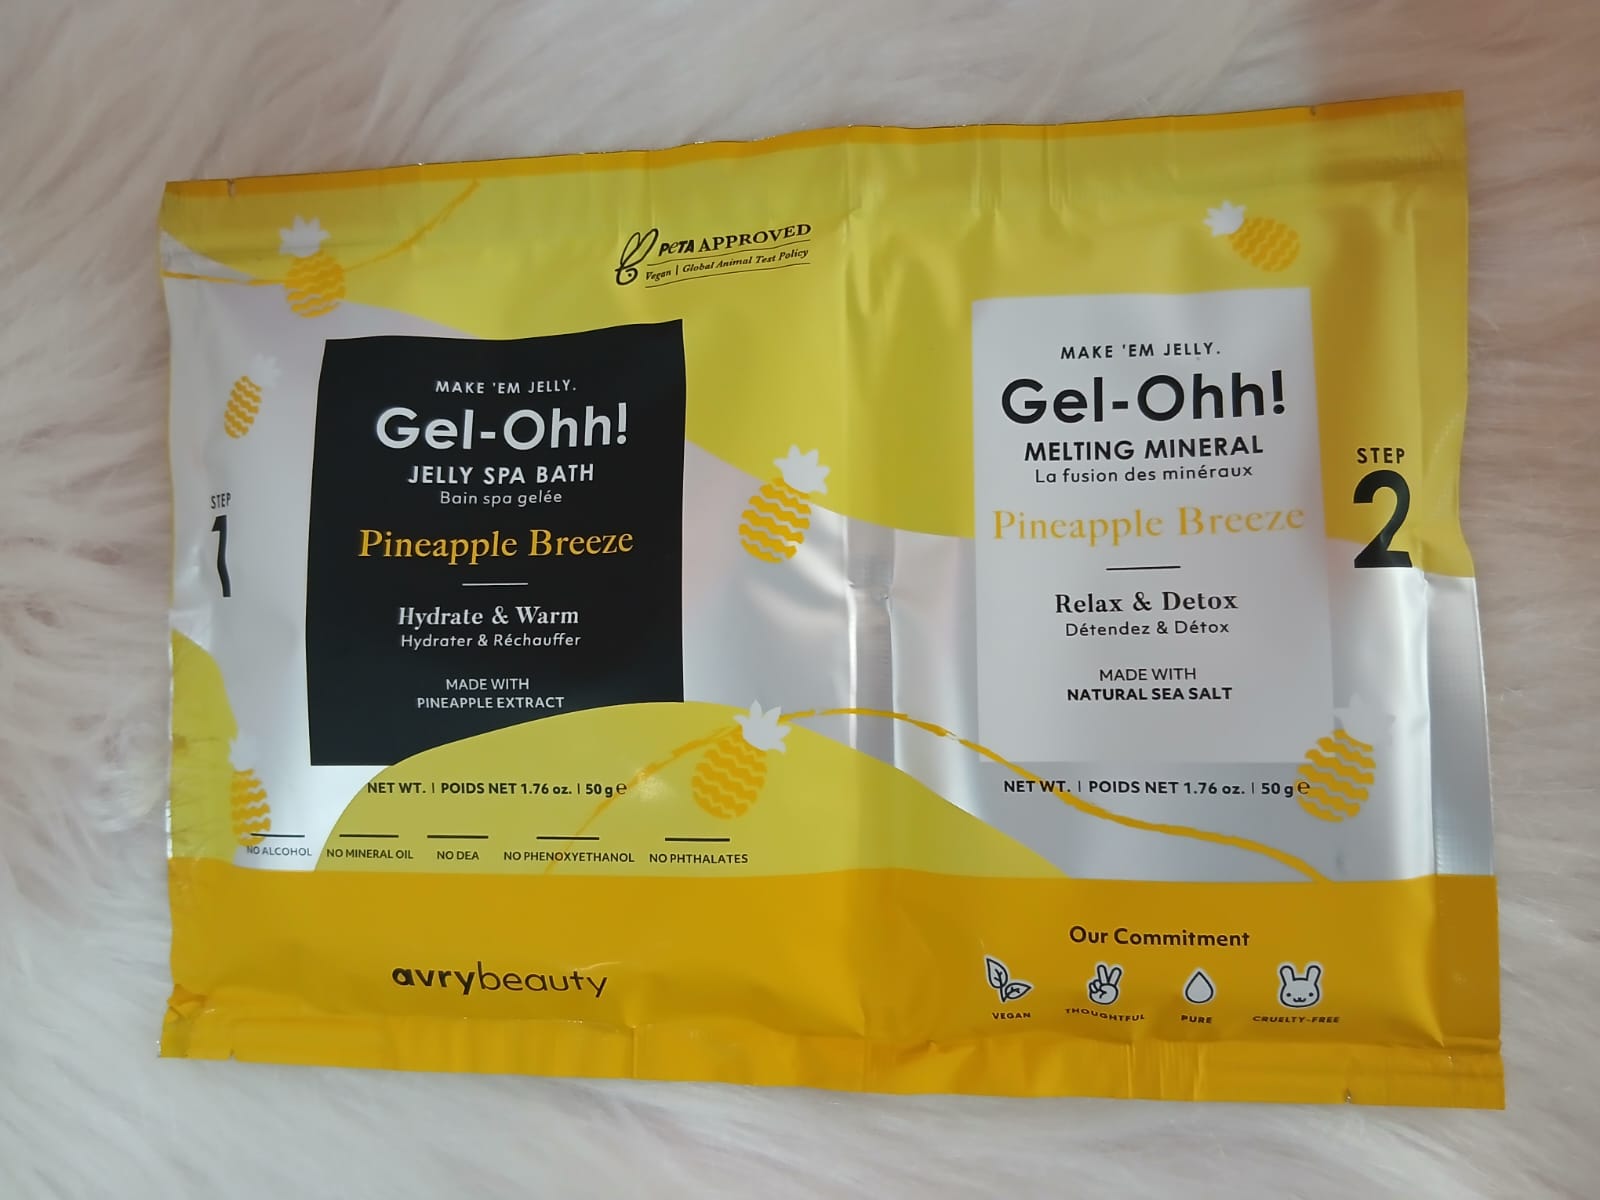 PETA APPROVED
Vegan | Global Animal Test Policy
STEP
1
MAKE 'EM JELLY.
Gel-Ohh!
JELLY SPA BATH
Bain spa gelée
Pineapple Breeze
Hydrate & Warm
Hydrater & Réchauffer
MADE WITH
PINEAPPLE EXTRACT
NET WT. | POIDS NET 1.76 oz. | 50 g e
NO ALCOHOL NO MINERAL OIL NO DEA NO PHENOXYETHANOL NO PHTHALATES
avrybeauty
MAKE 'EM JELLY.
Gel-Ohh!
MELTING MINERAL
La fusion des minéraux
Pineapple Breeze
Relax & Detox
Détendez & Détox
MADE WITH
NATURAL SEA SALT
STEP
2
NET WT. | POIDS NET 1.76 oz. | 50 g e
Our Commitment
VEGAN THOUGHTFUL PURE CRUELTY-FREE